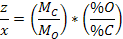 z/x = (M_C/M_O) * (%O/%C)